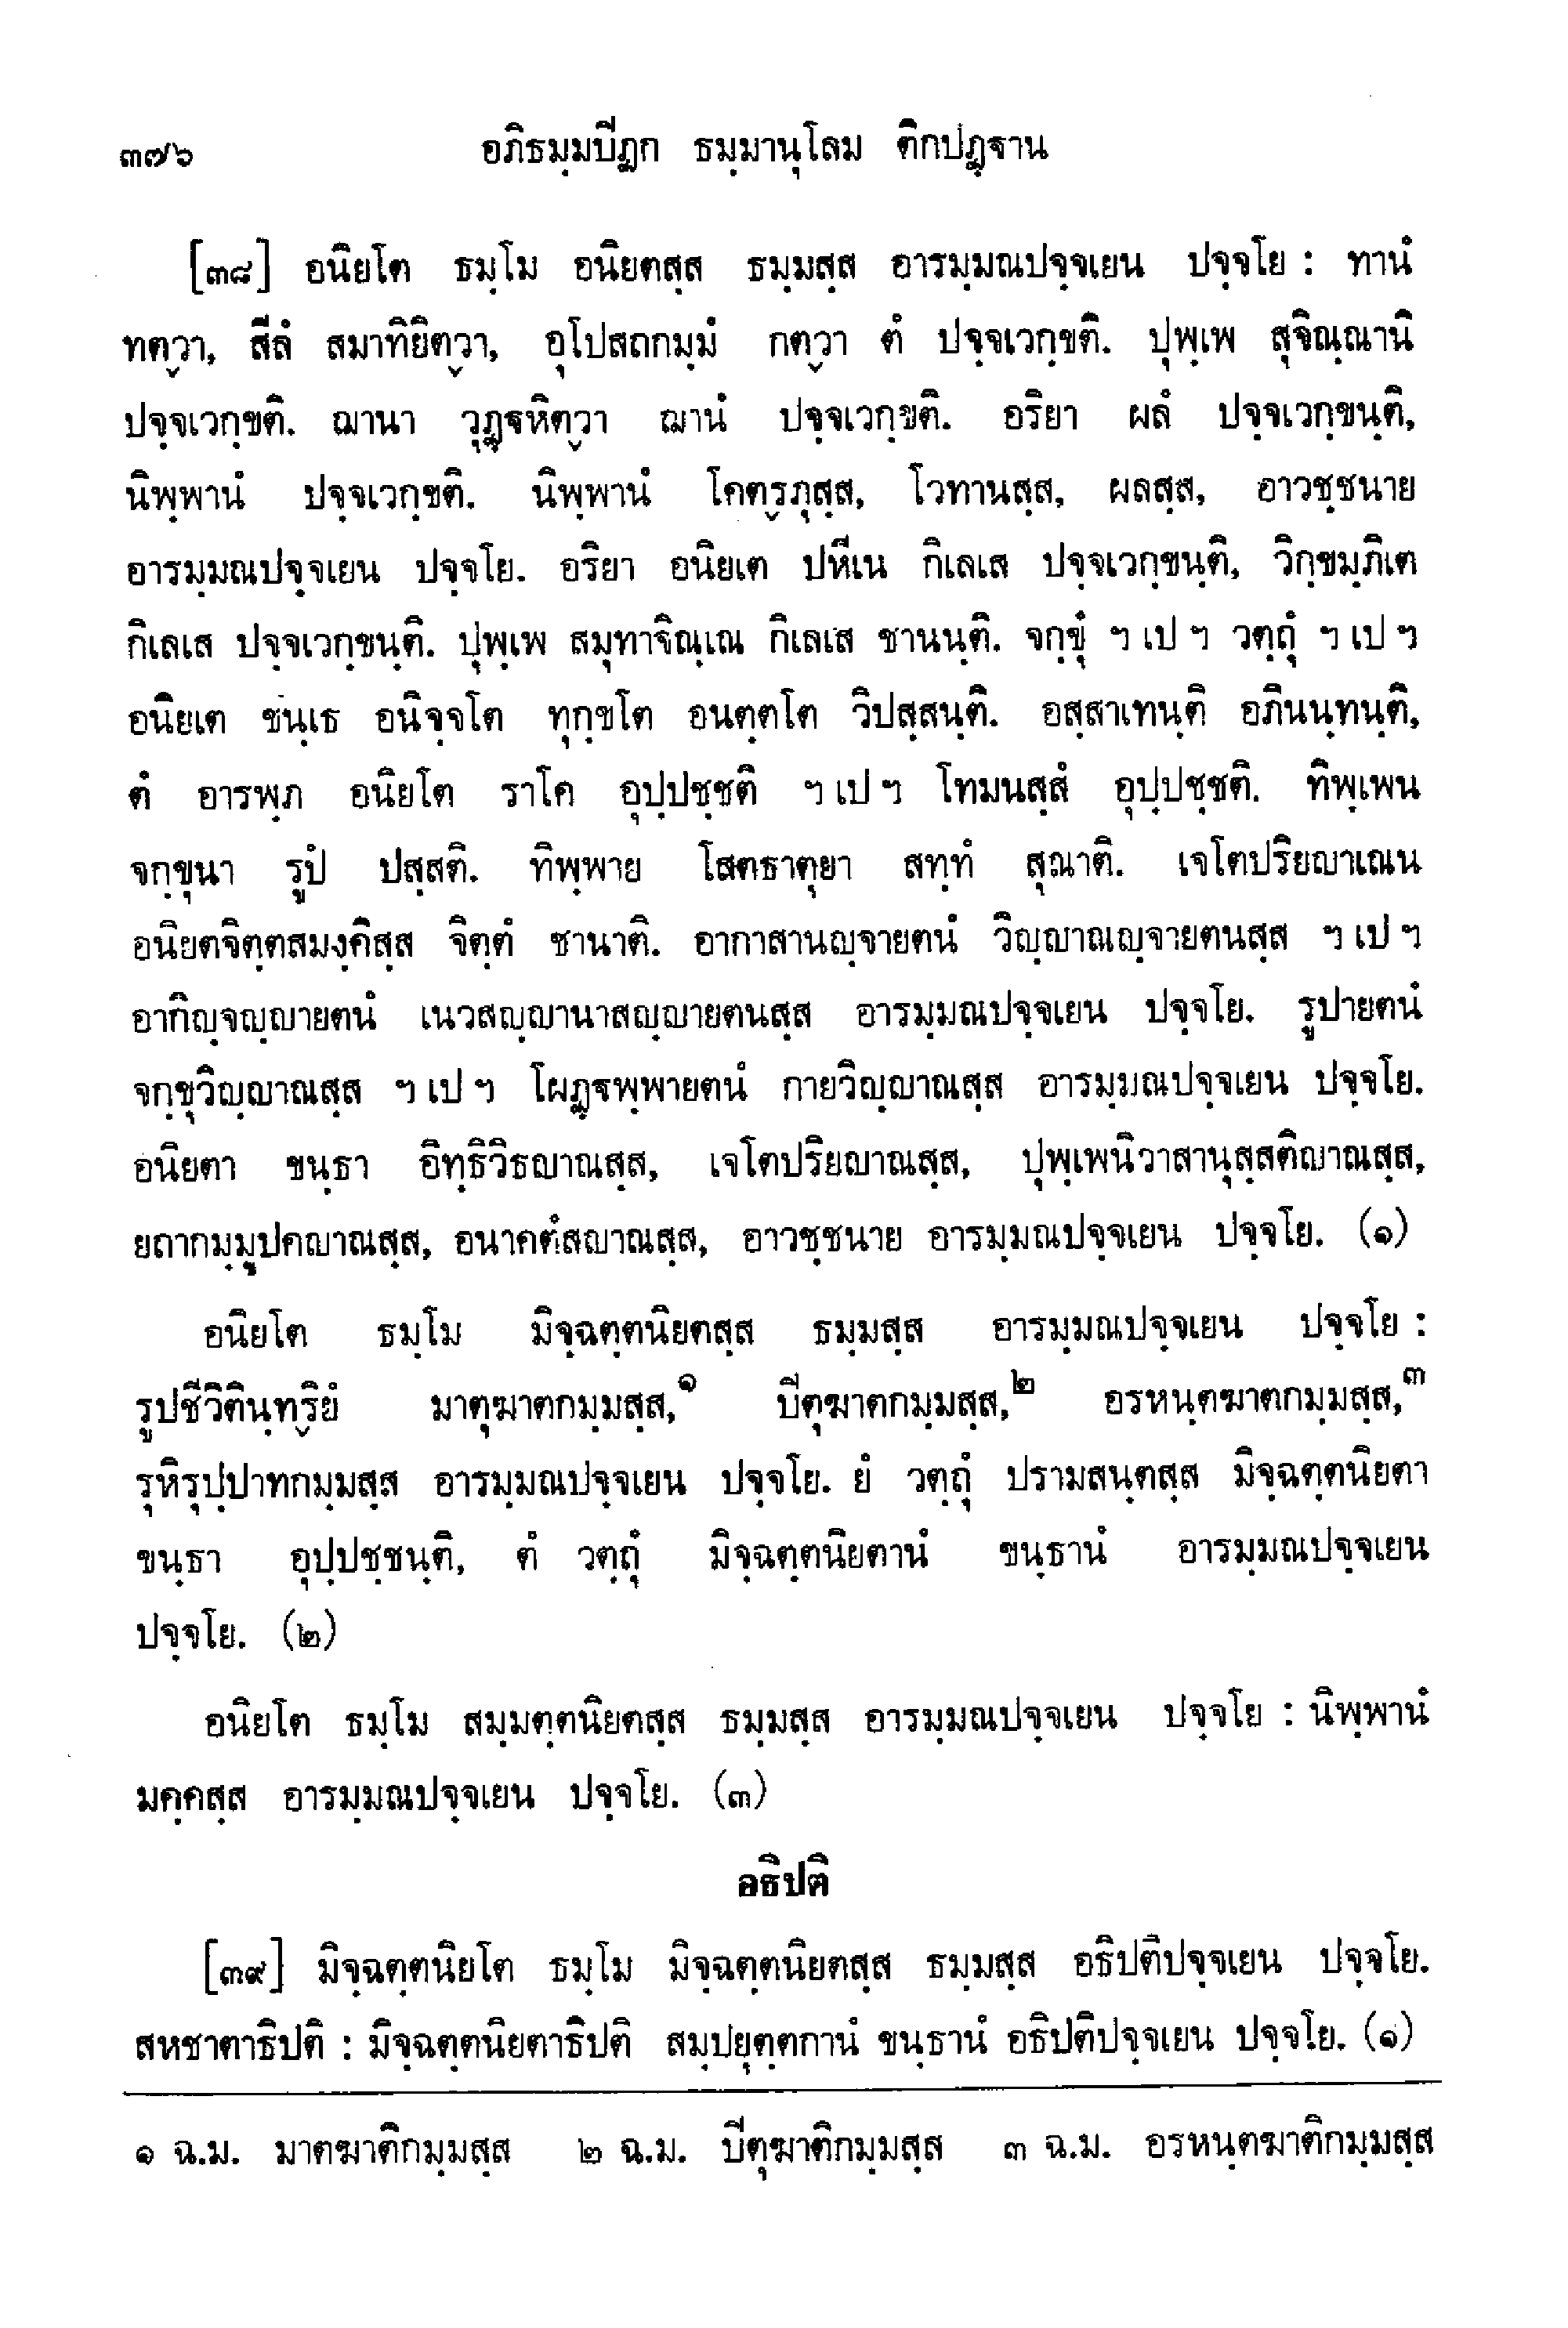 ๓๗๖ อภิธมฺมปิฏก ธมฺมานุโลม ติกปฏฺฐาน
[๓๘] อนิยโต ธมฺโม อนิยตสฺส ธมฺมสฺส อารมฺมณปจฺจเยน ปจฺจโย : ทานํ
ทตฺวา, สีลํ สมาทิยิตฺวา, อุโปสถกมฺมํ กตฺวา ตํ ปจฺจเวกฺขติ. ปุพฺเพ สุจิณฺณานิ
ปจฺจเวกฺขติ. ฌานา วุฏฺฐหิตฺวา ฌานํ ปจฺจเวกฺขติ. อริยา ผลํ ปจฺจเวกฺขนฺติ,
นิพฺพานํ ปจฺจเวกฺขติ. นิพฺพานํ โคตฺรภุสฺส, โวทานสฺส, ผลสฺส, อาวชฺชนาย
อารมฺมณปจฺจเยน ปจฺจโย. อริยา อนิยเต ปหีเน กิเลเส ปจฺจเวกฺขนฺติ, วิกฺขมฺภิเต
กิเลเส ปจฺจเวกฺขนฺติ. ปุพฺเพ สมุทาจิณฺเณ กิเลเส ชานนฺติ. จกฺขุํ ฯ เป ฯ วตฺถุํ ฯ เป ฯ
อนิยเต ขนฺเธ อนิจฺจโต ทุกฺขโต อนตฺตโต วิปสฺสนฺติ. อสฺสาเทนฺติ อภินนฺทนฺติ,
ตํ อารพฺภ อนิยโต ราโค อุปฺปชฺชติ ฯ เป ฯ โทมนสฺสํ อุปฺปชฺชติ. ทิพฺเพน
จกฺขุนา รูปํ ปสฺสติ. ทิพฺพาย โสตธาตุยา สทฺทํ สุณาติ. เจโตปริยญาเณน
อนิยตจิตฺตสมงฺคิสฺส จิตฺตํ ชานาติ. อากาสานญฺจายตนํ วิญฺญาณญฺจายตนสฺส ฯ เป ฯ
อากิญฺจญฺญายตนํ เนวสญฺญานาสญฺญายตนสฺส อารมฺมณปจฺจเยน ปจฺจโย. รูปายตนํ
จกฺขุวิญฺญาณสฺส ฯ เป ฯ โผฏฺฐพฺพายตนํ กายวิญฺญาณสฺส อารมฺมณปจฺจเยน ปจฺจโย.
อนิยตา ขนฺธา อิทฺธิวิธญาณสฺส, เจโตปริยญาณสฺส, ปุพฺเพนิวาสานุสฺสติญาณสฺส,
ยถากมฺมูปคญาณสฺส, อนาคตํสญาณสฺส, อาวชฺชนาย อารมฺมณปจฺจเยน ปจฺจโย. (๑)
อนิยโต ธมฺโม มิจฺฉตฺตนิยตสฺส ธมฺมสฺส อารมฺมณปจฺจเยน ปจฺจโย :
รูปชีวิตินฺทฺริยํ มาตุฆาตกมฺมสฺส,๑ ปิตุฆาตกมฺมสฺส,๒ อรหนฺตฆาตกมฺมสฺส,๓
รุหิรุปฺปาทกมฺมสฺส อารมฺมณปจฺจเยน ปจฺจโย. ยํ วตฺถุํ ปรามสนฺตสฺส มิจฺฉตฺตนิยตา
ขนฺธา อุปฺปชฺชนฺติ, ตํ วตฺถุํ มิจฺฉตฺตนิยตานํ ขนฺธานํ อารมฺมณปจฺจเยน
ปจฺจโย. (๒)
อนิยโต ธมฺโม สมฺมตฺตนิยตสฺส ธมฺมสฺส อารมฺมณปจฺจเยน ปจฺจโย : นิพฺพานํ
มคฺคสฺส อารมฺมณปจฺจเยน ปจฺจโย. (๓)
อธิปติ
[๓๙] มิจฺฉตฺตนิยโต ธมฺโม มิจฺฉตฺตนิยตสฺส ธมฺมสฺส อธิปติปจฺจเยน ปจฺจโย.
สหชาตาธิปติ : มิจฺฉตฺตนิยตาธิปติ สมฺปยุตฺตกานํ ขนฺธานํ อธิปติปจฺจเยน ปจฺจโย. (๑)
๑ ฉ.ม. มาตฆาติกมฺมสฺส ๒ ฉ.ม. ปิตุฆาติกมฺมสฺส ๓ ฉ.ม. อรหนฺตฆาติกมฺมสฺส